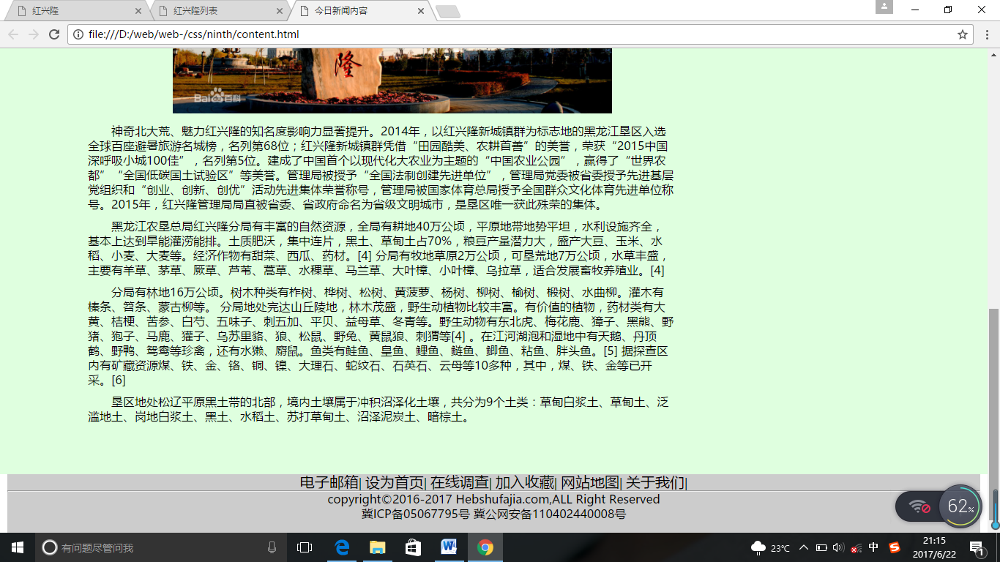 红兴隆
红兴隆列表
今日新闻内容
file:///D:/web/web-/css/ninth/content.html
隆
Bai百科
神奇北大荒、魅力红兴隆的知名度影响力显著提升。2014年，以红兴隆新城镇群为标志地的黑龙江垦区入选
全球百座避暑旅游名城榜，名列第68位；红兴隆新城镇群凭借“田园酷美、农耕首善”的美誉，荣获“2015中国
深呼吸小城100佳”，名列第5位。建成了中国首个以现代化大农业为主题的“中国农业公园”，赢得了“世界农
都”“全国低碳国土试验区”等美誉。管理局被授予“全国法制创建先进单位”，管理局党委被省委授予先进基层
党组织和“创业、创新、创优”活动先进集体荣誉称号，管理局被国家体育总局授予全国群众文化体育先进单位称
号。2015年，红兴隆管理局局直被省委、省政府命名为省级文明城市，是垦区唯一获此殊荣的集体。
黑龙江农垦总局红兴隆分局有丰富的自然资源，全局有耕地40万公顷，平原地带地势平坦，水利设施齐全，
基本上达到旱能灌涝能排。土质肥沃，集中连片，黑土、草甸土占70%，粮豆产量潜力大，盛产大豆、玉米、水
稻、小麦、大麦等。经济作物有甜菜、西瓜、药材。[4] 分局有牧地草原2万公顷，可垦荒地7万公顷，水草丰盛，
主要有羊草、茅草、厥草、芦苇、蒿草、水稞草、马兰草、大叶樟、小叶樟、乌拉草，适合发展畜牧养殖业。[4]
分局有林地16万公顷。树木种类有柞树、桦树、松树、黄菠萝、杨树、柳树、榆树、椴树、水曲柳。灌木有
榛条、苕条、蒙古柳等。 分局地处完达山丘陵地，林木茂盛，野生动植物比较丰富。有价值的植物，药材类有大
黄、桔梗、苦参、白芍、五味子、刺五加、平贝、益母草、冬青等。野生动物有东北虎、梅花鹿、獐子、黑熊、野
猪、狍子、马鹿、獾子、乌苏里貉、狼、松鼠、野兔、黄鼠狼、刺猬等[4] 。在江河湖泡和湿地中有天鹅、丹顶
鹤、野鸭、鸳鸯等珍禽，还有水獭、麝鼠。鱼类有鲑鱼、皇鱼、鲤鱼、鲢鱼、鲫鱼、粘鱼、胖头鱼。[5] 据探查区
内有矿藏资源煤、铁、金、铬、铜、镍、大理石、蛇纹石、石英石、云母等10多种，其中，煤、铁、金等已开
采。[6]
垦区地处松辽平原黑土带的北部，境内土壤属于冲积沼泽化土壤，共分为9个土类：草甸白浆土、草甸土、泛
滥地土、岗地白浆土、黑土、水稻土、苏打草甸土、沼泽泥炭土、暗棕土。
电子邮箱| 设为首页| 在线调查| 加入收藏| 网站地图| 关于我们|
copyright©2016-2017 Hebshufajia.com,ALL Right Reserved
冀ICP备05067795号 冀公网安备110402440008号
62%
有问题尽管问我
23℃
中
21:15
2017/6/22
1